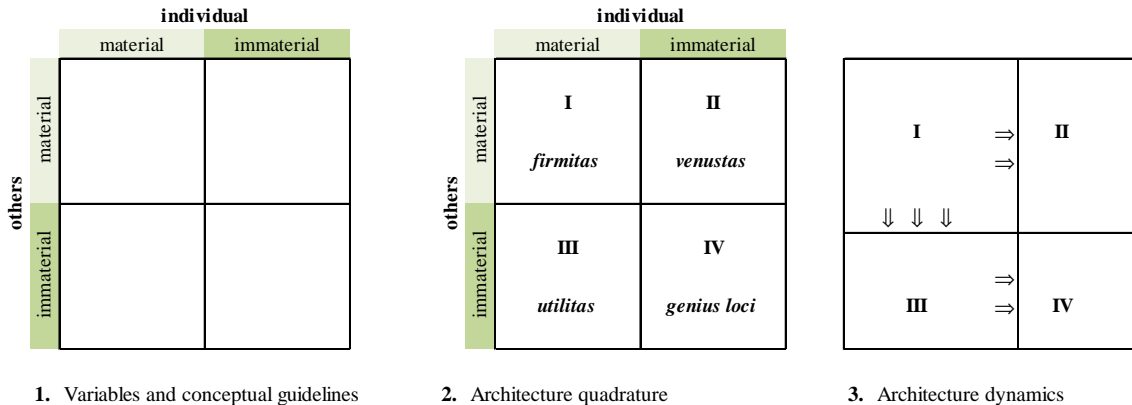 individual
material immaterial
others
material
immaterial
1. Variables and conceptual guidelines
individual
material immaterial
others
material
immaterial
I II
firmitas venustas
III IV
utilitas genius loci
2. Architecture quadrature
I ⇒ II
⇒
⇓ ⇓ ⇓
⇒
III ⇒ IV
3. Architecture dynamics